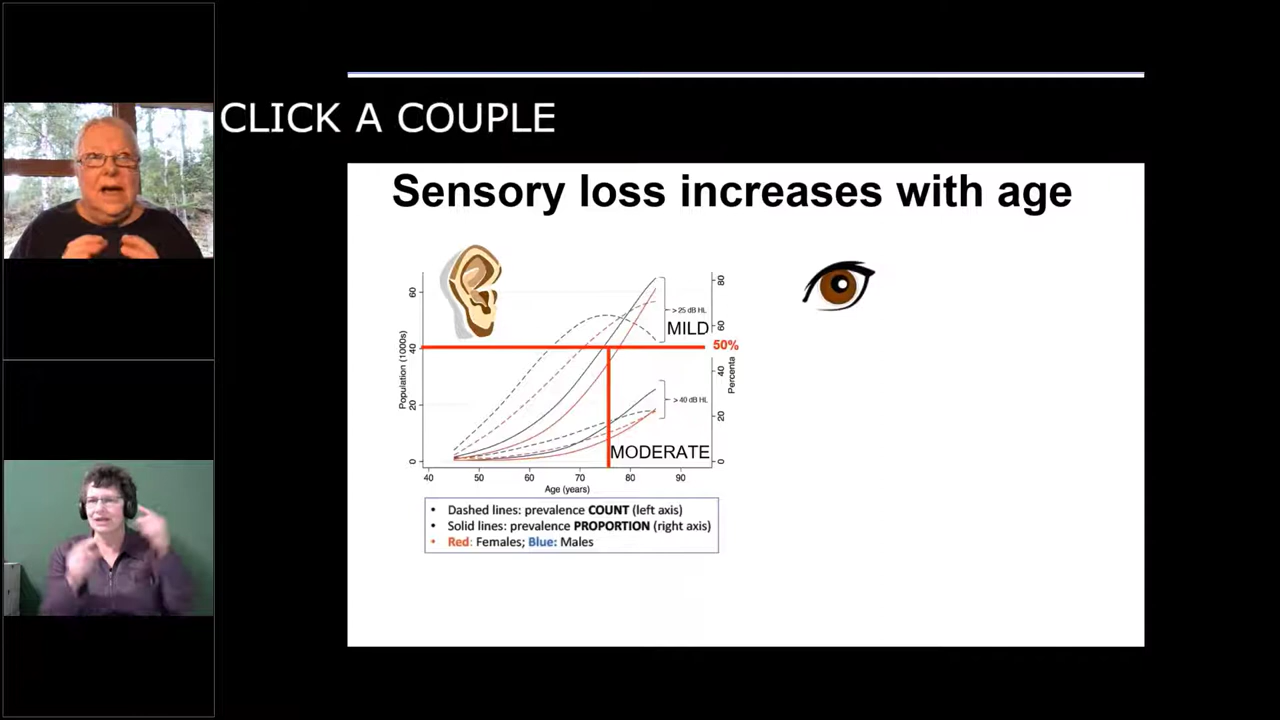 CLICK A COUPLE
Sensory loss increases with age
60
40
20
0
Population (1000s)
80
60
40
20
0
Percenta
> 25 dB HL
MILD
50%
> 40 dB HL
MODERATE
40 50 60 70 80 90
Age (years)
• Dashed lines: prevalence COUNT (left axis)
• Solid lines: prevalence PROPORTION (right axis)
• Red: Females; Blue: Males